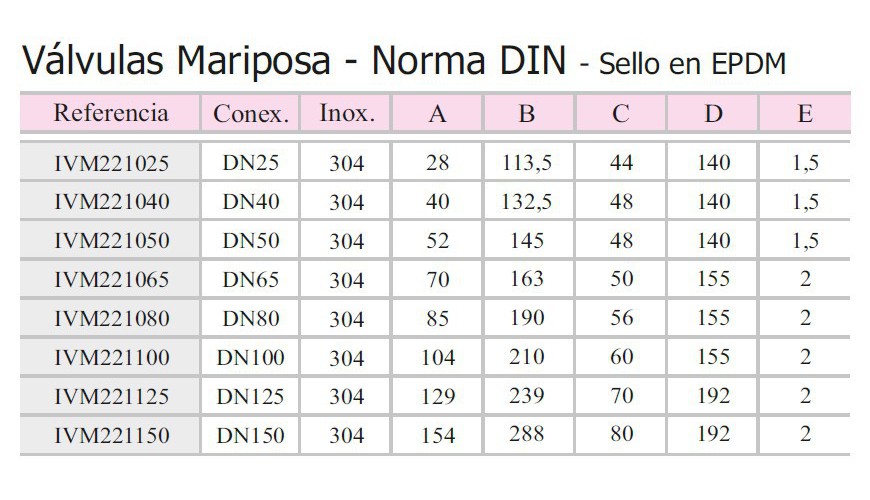 Válvulas Mariposa - Norma DIN - Sello en EPDM
Referencia Conex. Inox. A B C D E
IVM221025 DN25 304 28 113,5 44 140 1,5
IVM221040 DN40 304 40 132,5 48 140 1,5
IVM221050 DN50 304 52 145 48 140 1,5
IVM221065 DN65 304 70 163 50 155 2
IVM221080 DN80 304 85 190 56 155 2
IVM221100 DN100 304 104 210 60 155 2
IVM221125 DN125 304 129 239 70 192 2
IVM221150 DN150 304 154 288 80 192 2